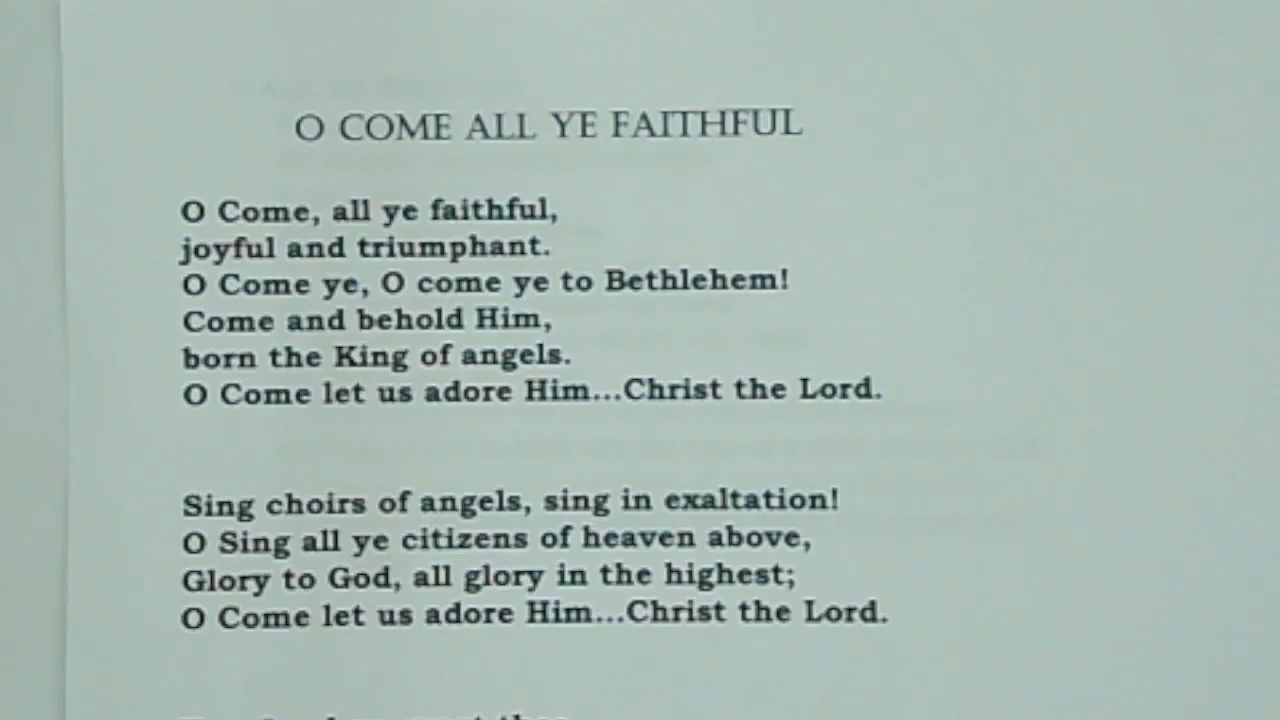 O COME ALL YE FAITHFUL
O Come, all ye faithful,
joyful and triumphant.
O Come ye, O come ye to Bethlehem!
Come and behold Him,
born the King of angels.
O Come let us adore Him...Christ the Lord.
Sing choirs of angels, sing in exaltation!
O Sing all ye citizens of heaven above,
Glory to God, all glory in the highest;
O Come let us adore Him...Christ the Lord.